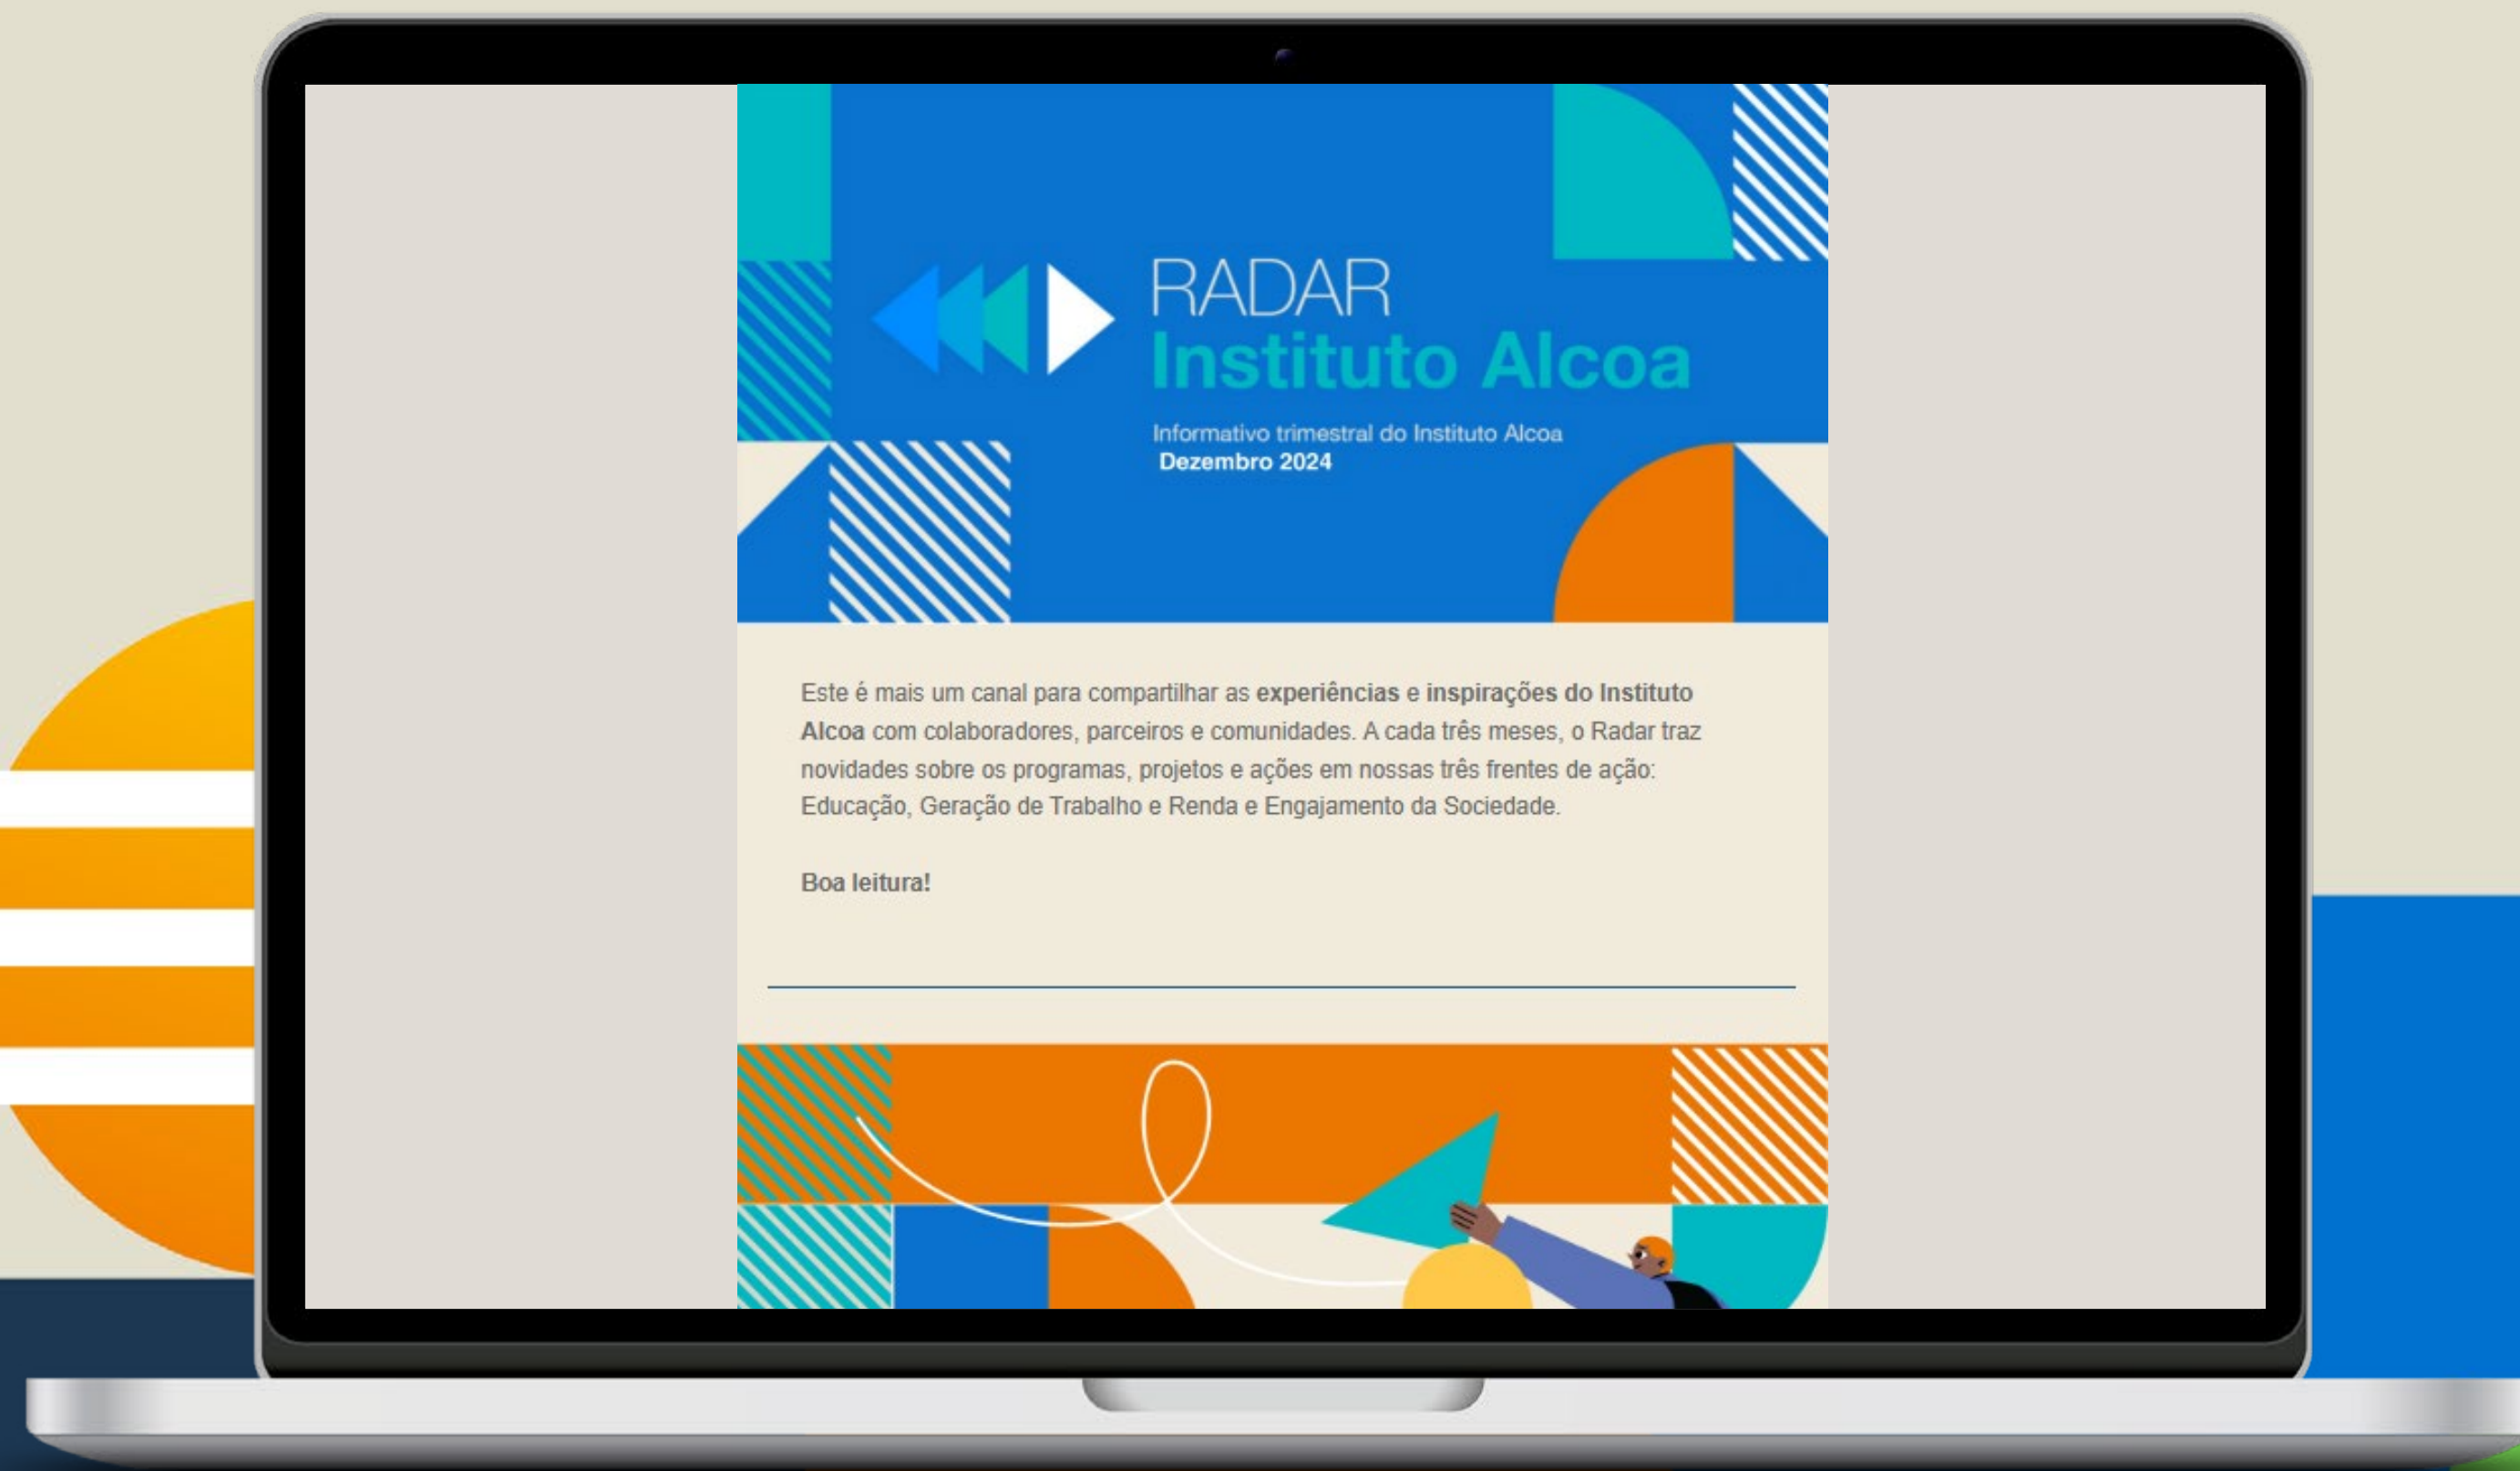 RADAR
Instituto Alcoa
Informativo trimestral do Instituto Alcoa
Dezembro 2024
Este é mais um canal para compartilhar as experiências e inspirações do Instituto
Alcoa com colaboradores, parceiros e comunidades. A cada três meses, o Radar traz
novidades sobre os programas, projetos e ações em nossas três frentes de ação:
Educação, Geração de Trabalho e Renda e Engajamento da Sociedade.
Boa leitura!